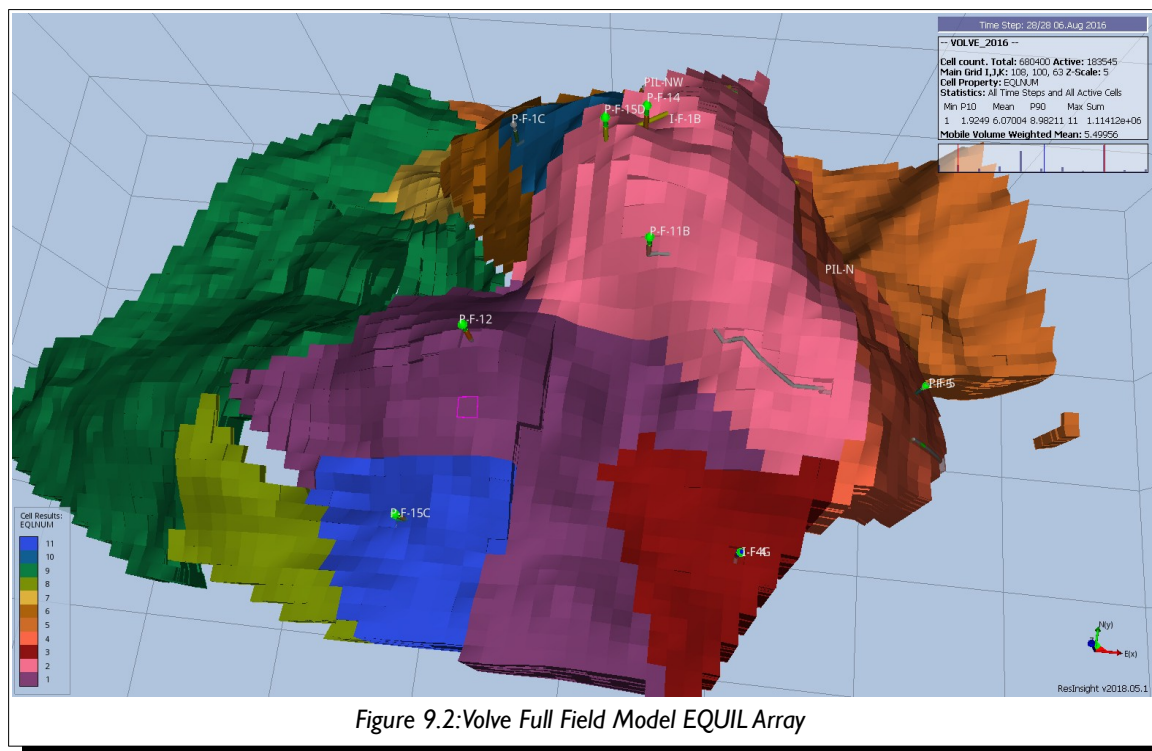 Time Step: 28/28 06.Aug 2016
-- VOLVE_2016 --
Cell count. Total: 680400 Active: 183545
Main Grid I,J,K: 108, 100, 63 Z-Scale: 5
Cell Property: EQLNUM
Statistics: All Time Steps and All Active Cells
Min P10 Mean P90 Max Sum
1 1.9249 6.07004 8.98211 11 1.11412e+06
Mobile Volume Weighted Mean: 5.49956
PIL-NW
P-F-14
P-F-15D
I-F-1B
P-F-1C
P-F-11B
PIL-N
P-F-12
P-F-15C
Cell Results:
EQLNUM
11
10
9
8
7
6
5
4
3
2
1
N(y)
E(x)
ResInsight v2018.05.1
Figure 9.2:Volve Full Field Model EQUIL Array